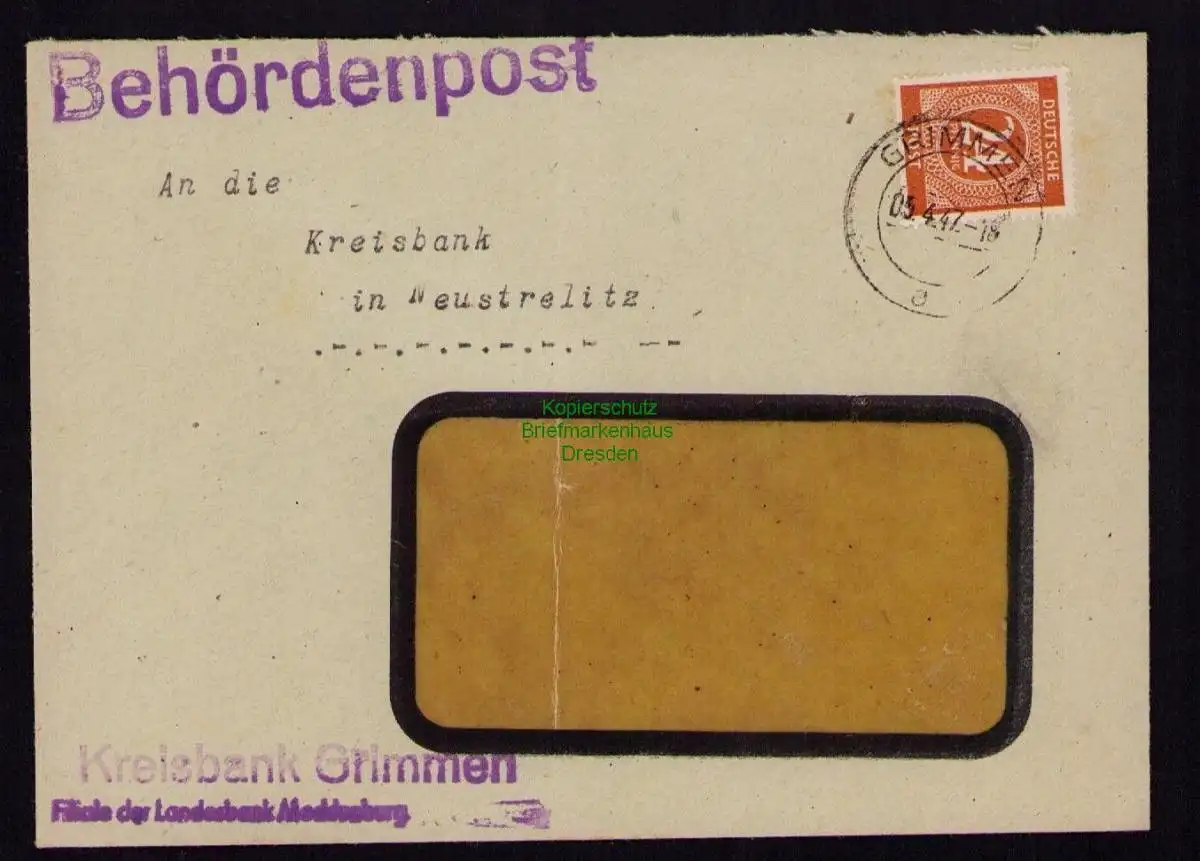 Behördenpost
DEUTSCHE
POST
GRIMMEN
03.4.47.-18
a
An die
Kreisbank
in Neustrelitz
Kopierschutz
Briefmarkenhaus
Dresden
Kreisbank Grimmen
Filiale der Landesbank Mecklenburg